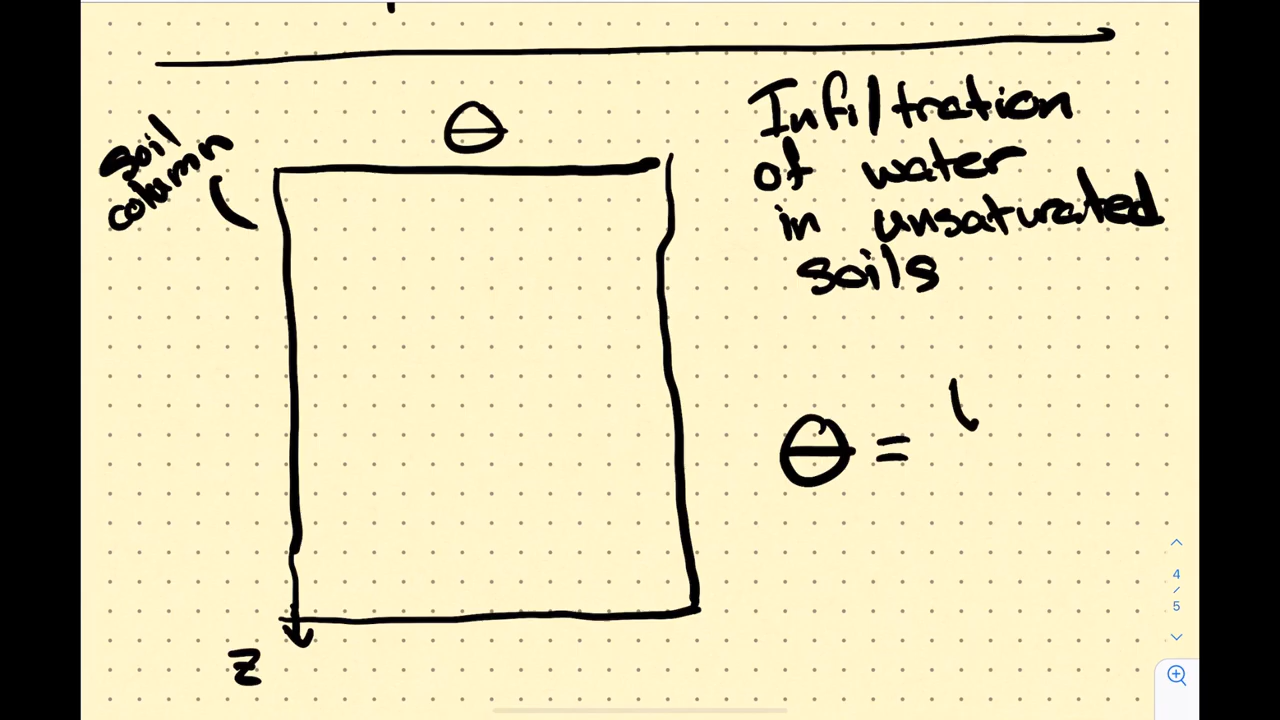 soil
column
θ
Infiltration
of water
in unsaturated
soils
θ =
z
4
/
5